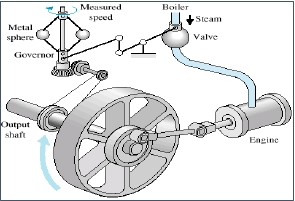 Measured
speed
Boiler
Steam
Metal
sphere
Valve
Governor
Output
shaft
Engine